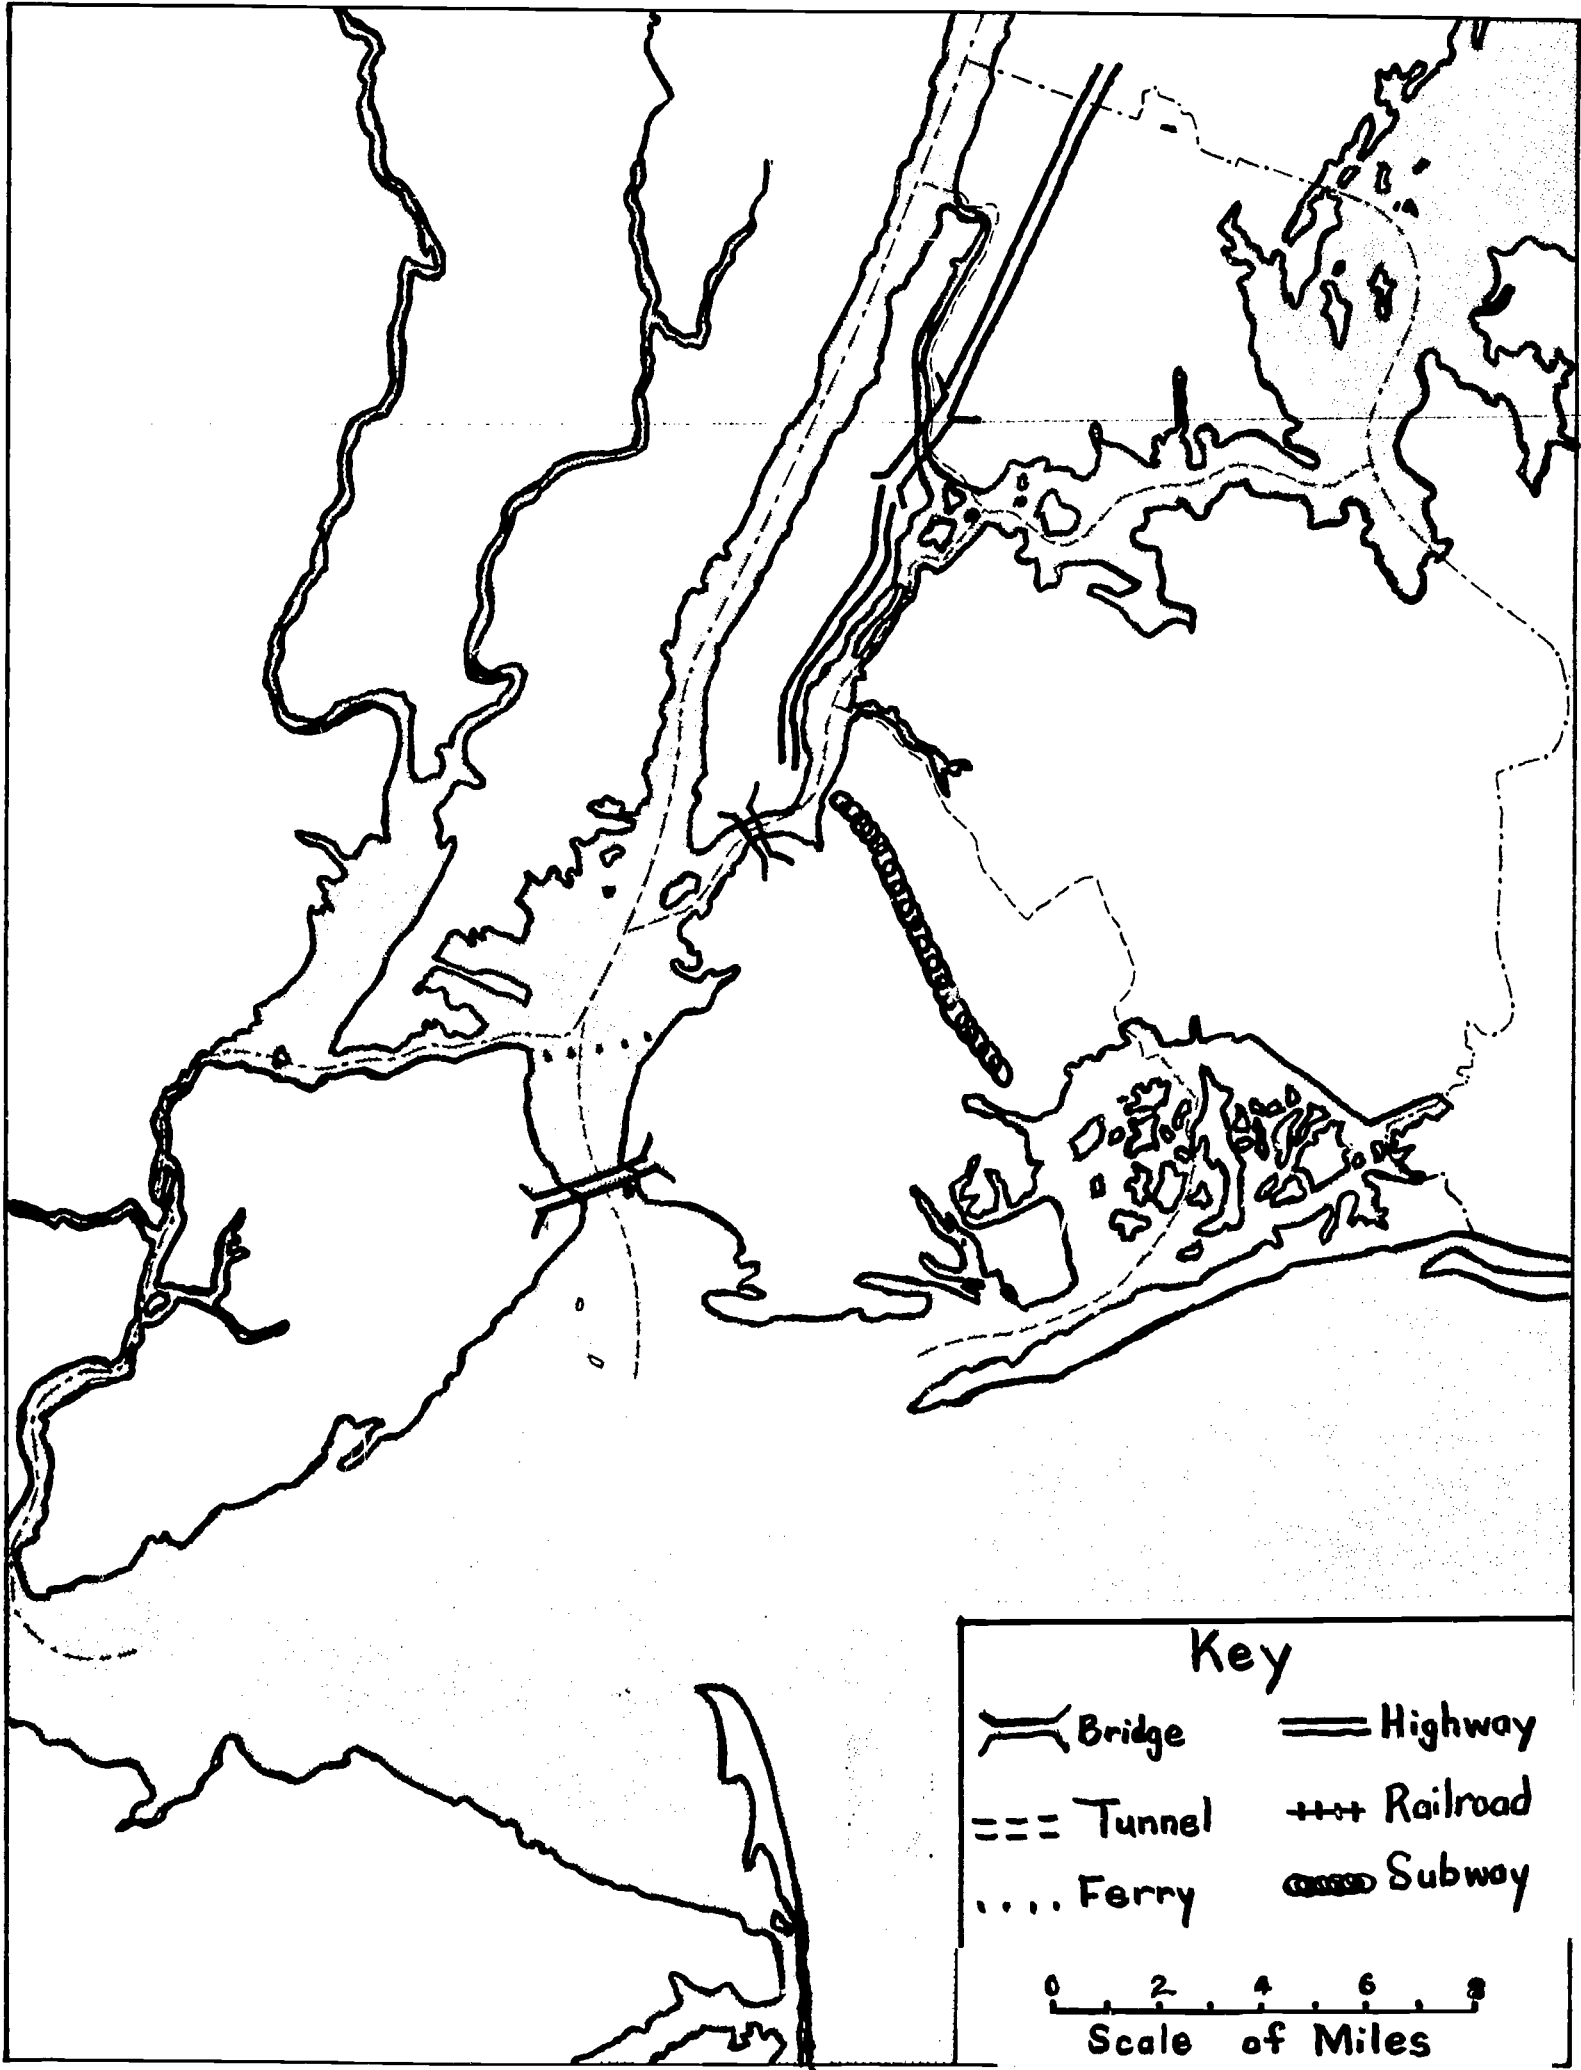 Key
Bridge
Highway
Tunnel
Railroad
Ferry
Subway
0 2 4 6 8
Scale of Miles